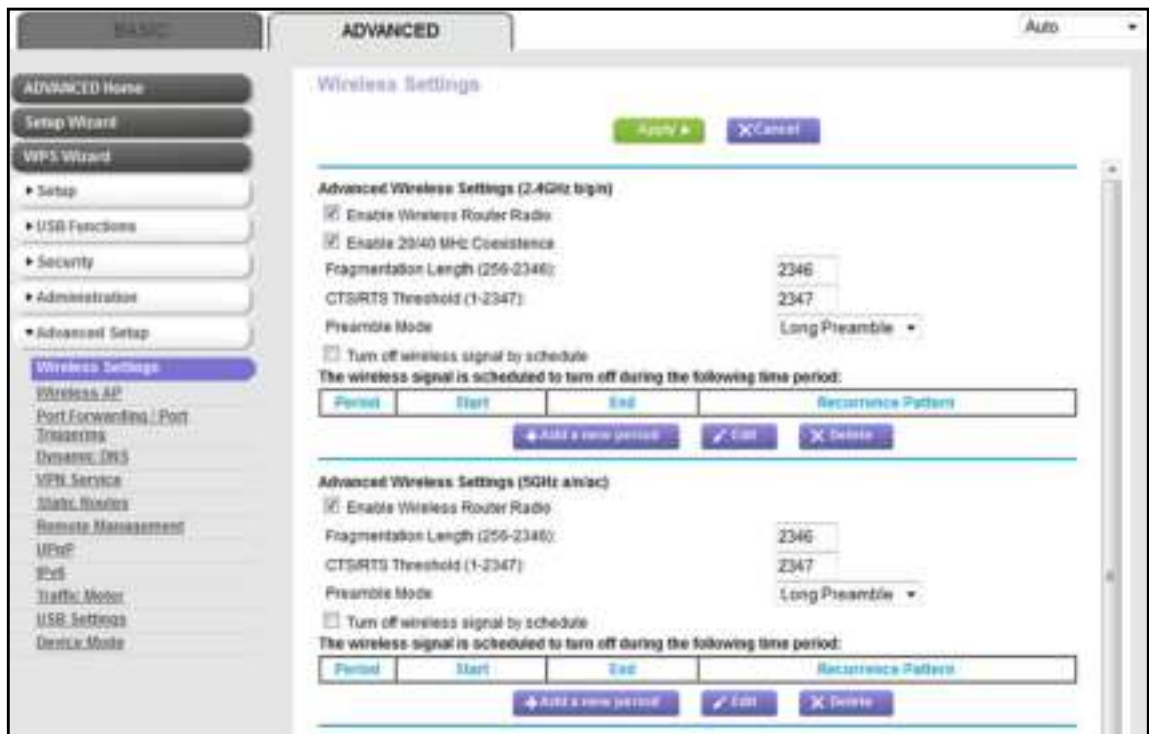 BASIC
ADVANCED
Auto
ADVANCED Home
Setup Wizard
WPS Wizard
Setup
USB Functions
Security
Administration
Advanced Setup
Wireless Settings
Wireless AP
Port Forwarding / Port
Triggering
Dynamic DNS
VPN Service
Static Routes
Remote Management
UPnP
IPv6
Traffic Meter
USB Settings
Device Mode
Wireless Settings
Apply
Cancel
Advanced Wireless Settings (2.4GHz b/g/n)
Enable Wireless Router Radio
Enable 20/40 MHz Coexistence
Fragmentation Length (256-2346): 2346
CTS/RTS Threshold (1-2347): 2347
Preamble Mode Long Preamble
Turn off wireless signal by schedule
The wireless signal is scheduled to turn off during the following time period:
Period Start End Recurrence Pattern
Add a new period Edit Delete
Advanced Wireless Settings (5GHz a/n/ac)
Enable Wireless Router Radio
Fragmentation Length (256-2346): 2346
CTS/RTS Threshold (1-2347): 2347
Preamble Mode Long Preamble
Turn off wireless signal by schedule
The wireless signal is scheduled to turn off during the following time period:
Period Start End Recurrence Pattern
Add a new period Edit Delete